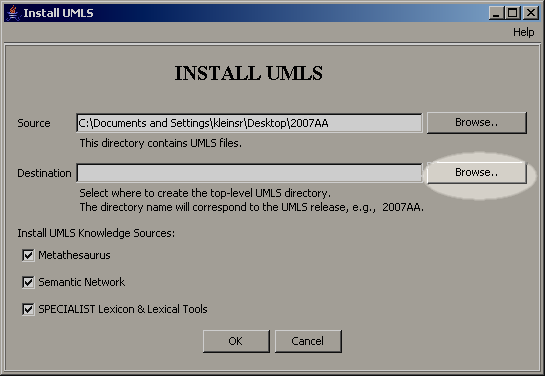 Install UMLS
Help
INSTALL UMLS
Source C:\Documents and Settings\kleinsr\Desktop\2007AA Browse..
This directory contains UMLS files.
Destination Browse..
Select where to create the top-level UMLS directory.
The directory name will correspond to the UMLS release, e.g., 2007AA.
Install UMLS Knowledge Sources:
Metathesaurus
Semantic Network
SPECIALIST Lexicon & Lexical Tools
OK Cancel